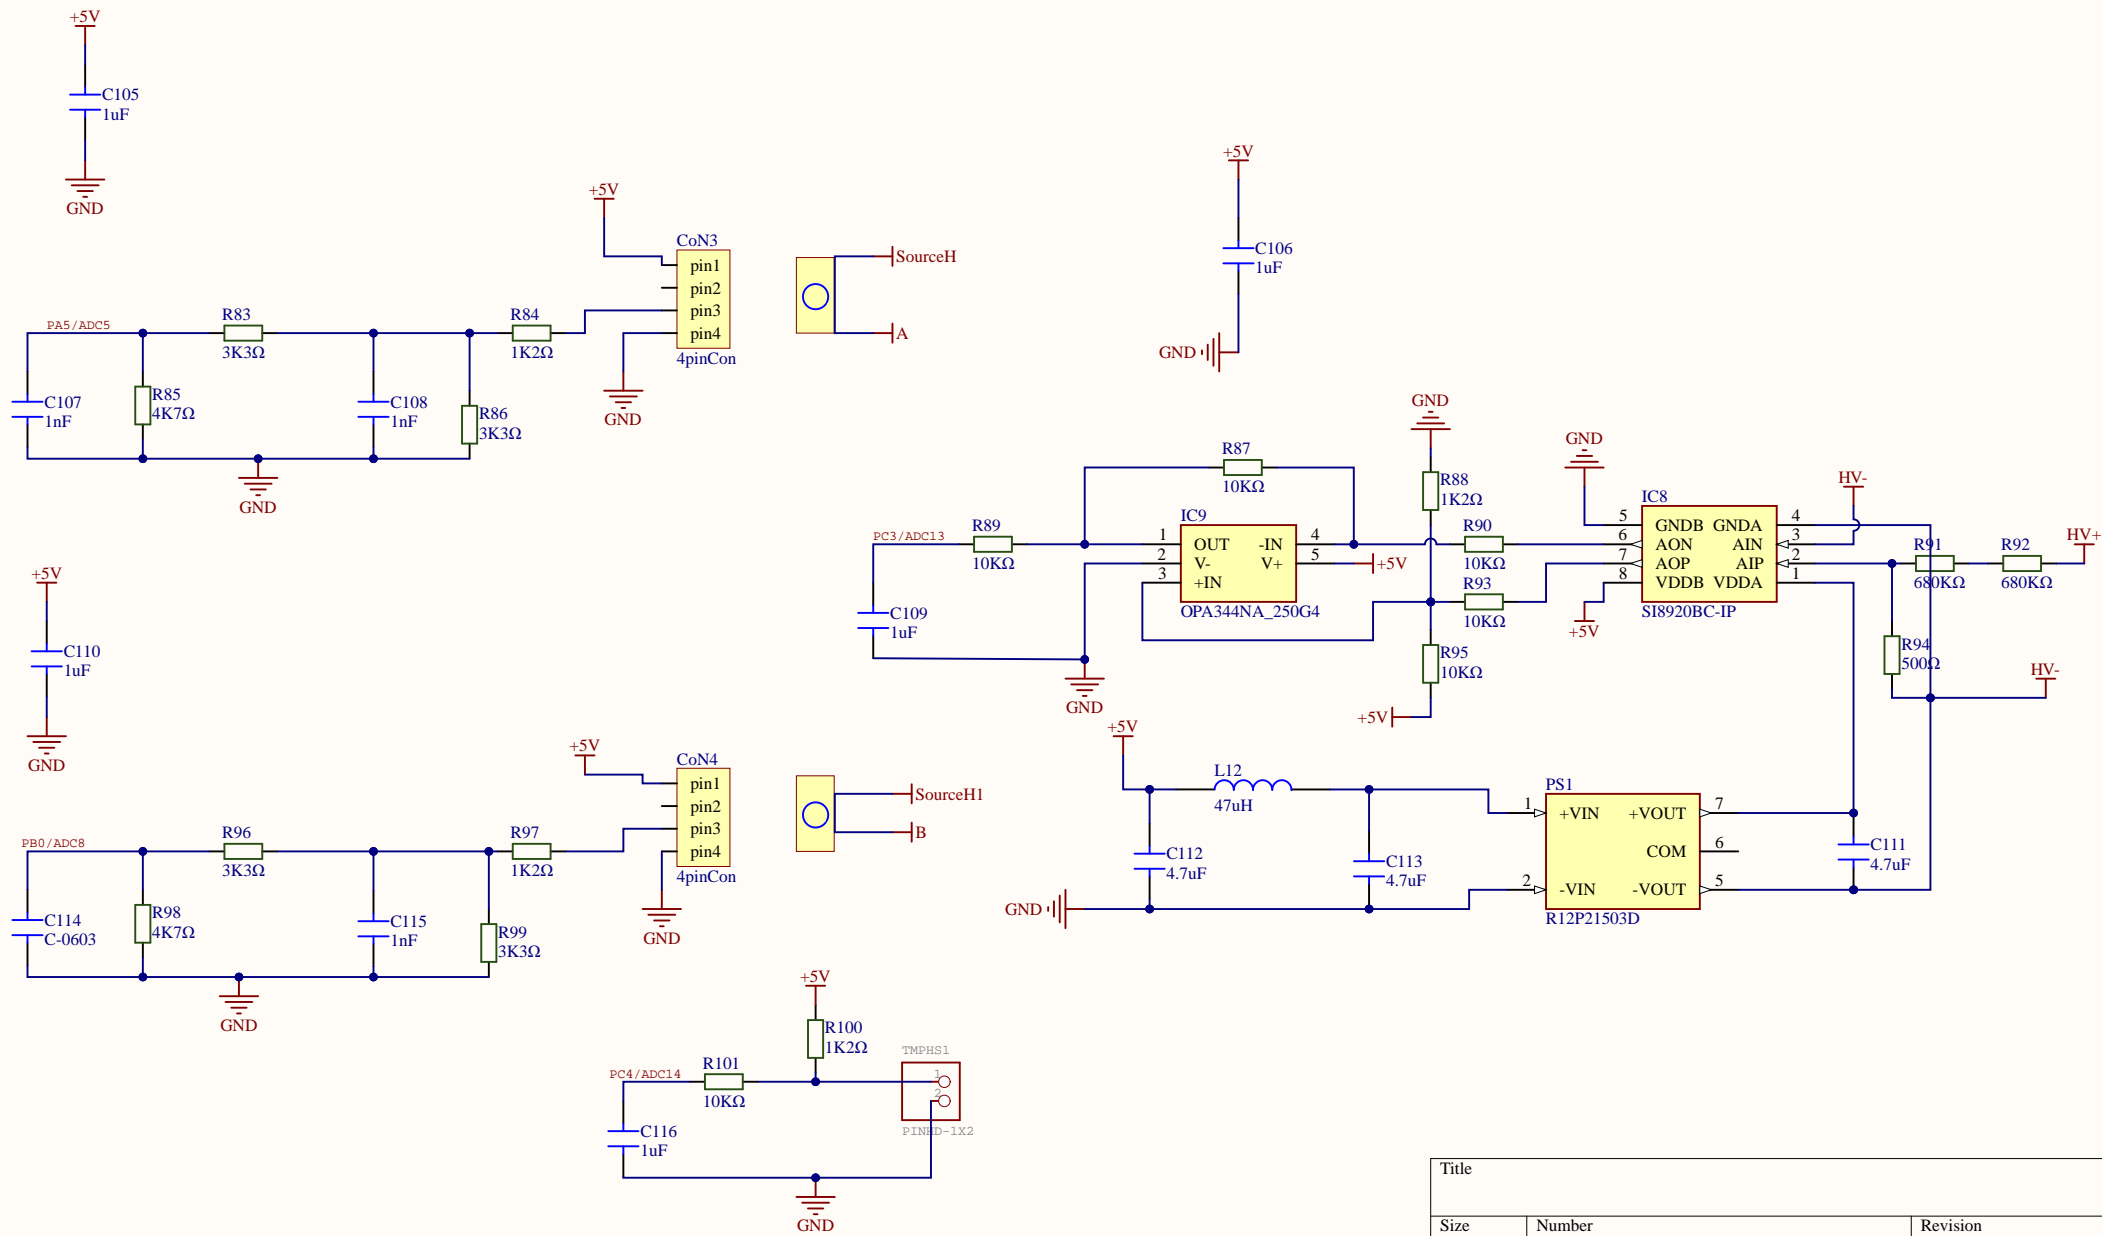 +5V
C105
1uF
GND
+5V
CoN3
pin1
pin2
pin3
pin4
4pinCon
GND
SourceH
A
+5V
C106
1uF
GND
PA5/ADC5
R83
3K3Ω
R84
1K2Ω
C107
1nF
R85
4K7Ω
C108
1nF
R86
3K3Ω
GND
GND
R88
1K2Ω
R87
10KΩ
IC9
1 OUT -IN 4
2 V- V+ 5
3 +IN
OPA344NA_250G4
+5V
PC3/ADC13
R89
10KΩ
C109
1uF
GND
R90
10KΩ
R93
10KΩ
R95
10KΩ
+5V
GND
IC8
5 GNDB GNDA 4
6 AON AIN 3
7 AOP AIP 2
8 VDDB VDDA 1
SI8920BC-IP
+5V
HV-
R91
680KΩ
R92
680KΩ
HV+
R94
500Ω
HV-
+5V
C110
1uF
GND
+5V
CoN4
pin1
pin2
pin3
pin4
4pinCon
GND
SourceH1
B
PB0/ADC8
R96
3K3Ω
R97
1K2Ω
C114
C-0603
R98
4K7Ω
C115
1nF
R99
3K3Ω
GND
+5V
L12
47uH
C112
4.7uF
C113
4.7uF
GND
PS1
1 +VIN +VOUT 7
COM 6
2 -VIN -VOUT 5
R12P21503D
C111
4.7uF
+5V
R100
1K2Ω
PC4/ADC14
R101
10KΩ
C116
1uF
TMPHS1
1
2
PINHD-1X2
GND
Title
Size Number Revision